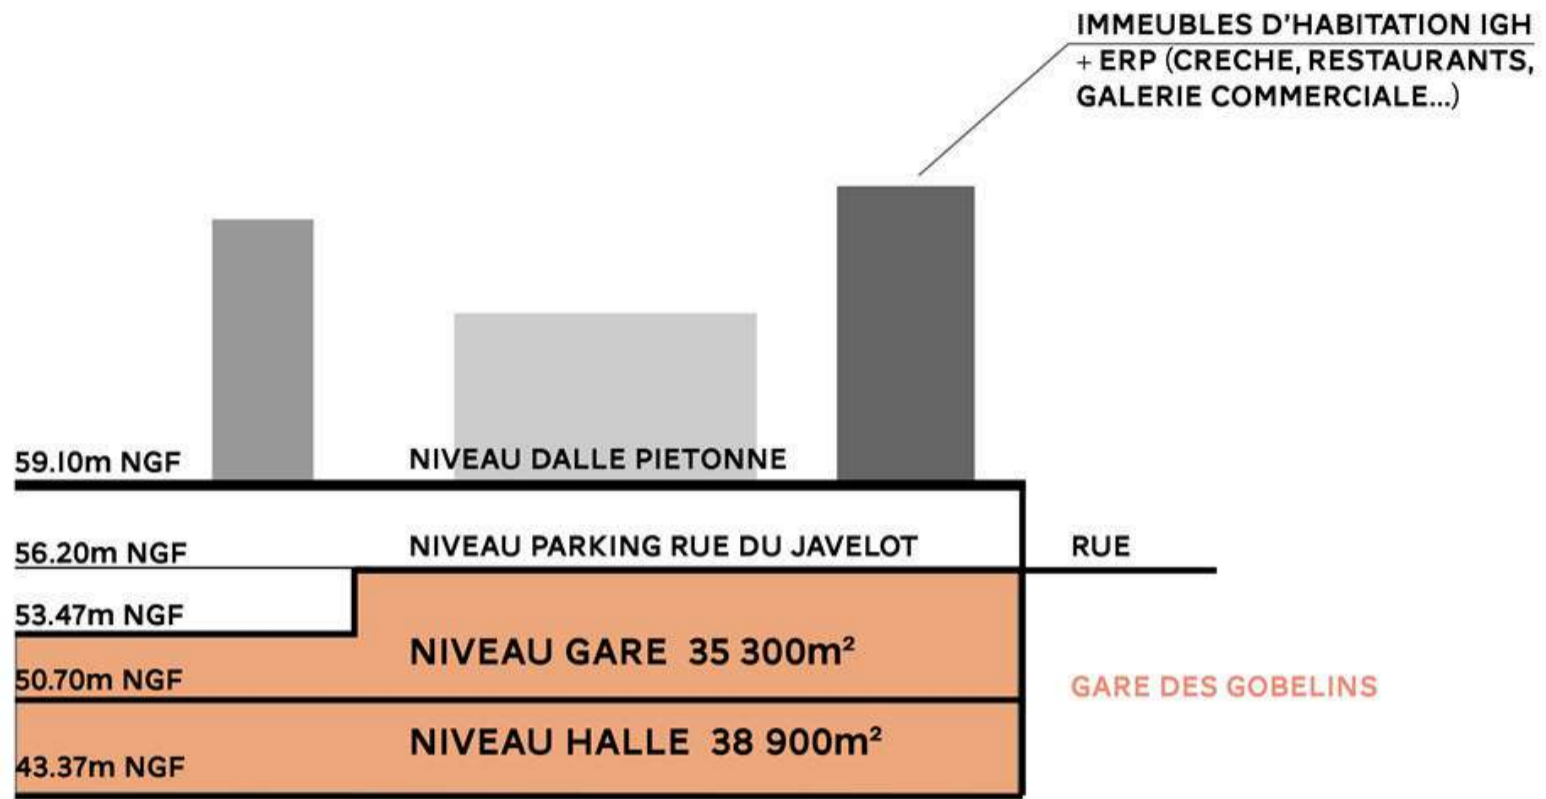 IMMEUBLES D'HABITATION IGH
+ ERP (CRECHE, RESTAURANTS,
GALERIE COMMERCIALE...)
59.10m NGF
NIVEAU DALLE PIETONNE
56.20m NGF
NIVEAU PARKING RUE DU JAVELOT
RUE
53.47m NGF
NIVEAU GARE 35 300m²
50.70m NGF
GARE DES GOBELINS
NIVEAU HALLE 38 900m²
43.37m NGF